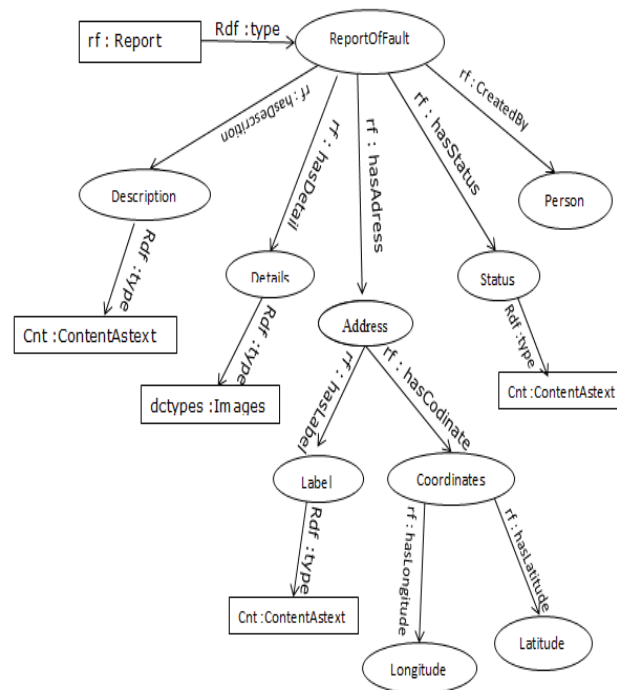 rf : Report
Rdf :type
ReportOfFault
rf : hasDescrition
rf : hasDetail
rf : hasAdress
rf : hasStatus
rf : CreatedBy
Description
Person
Rdf :type
Details
Status
Cnt :ContentAstext
Rdf :type
Address
Rdf :type
dctypes :Images
rf : hasLabel
rf : hasCodinate
Cnt :ContentAstext
Label
Coordinates
Rdf :type
rf : hasLongitude
rf : hasLatitude
Cnt :ContentAstext
Latitude
Longitude